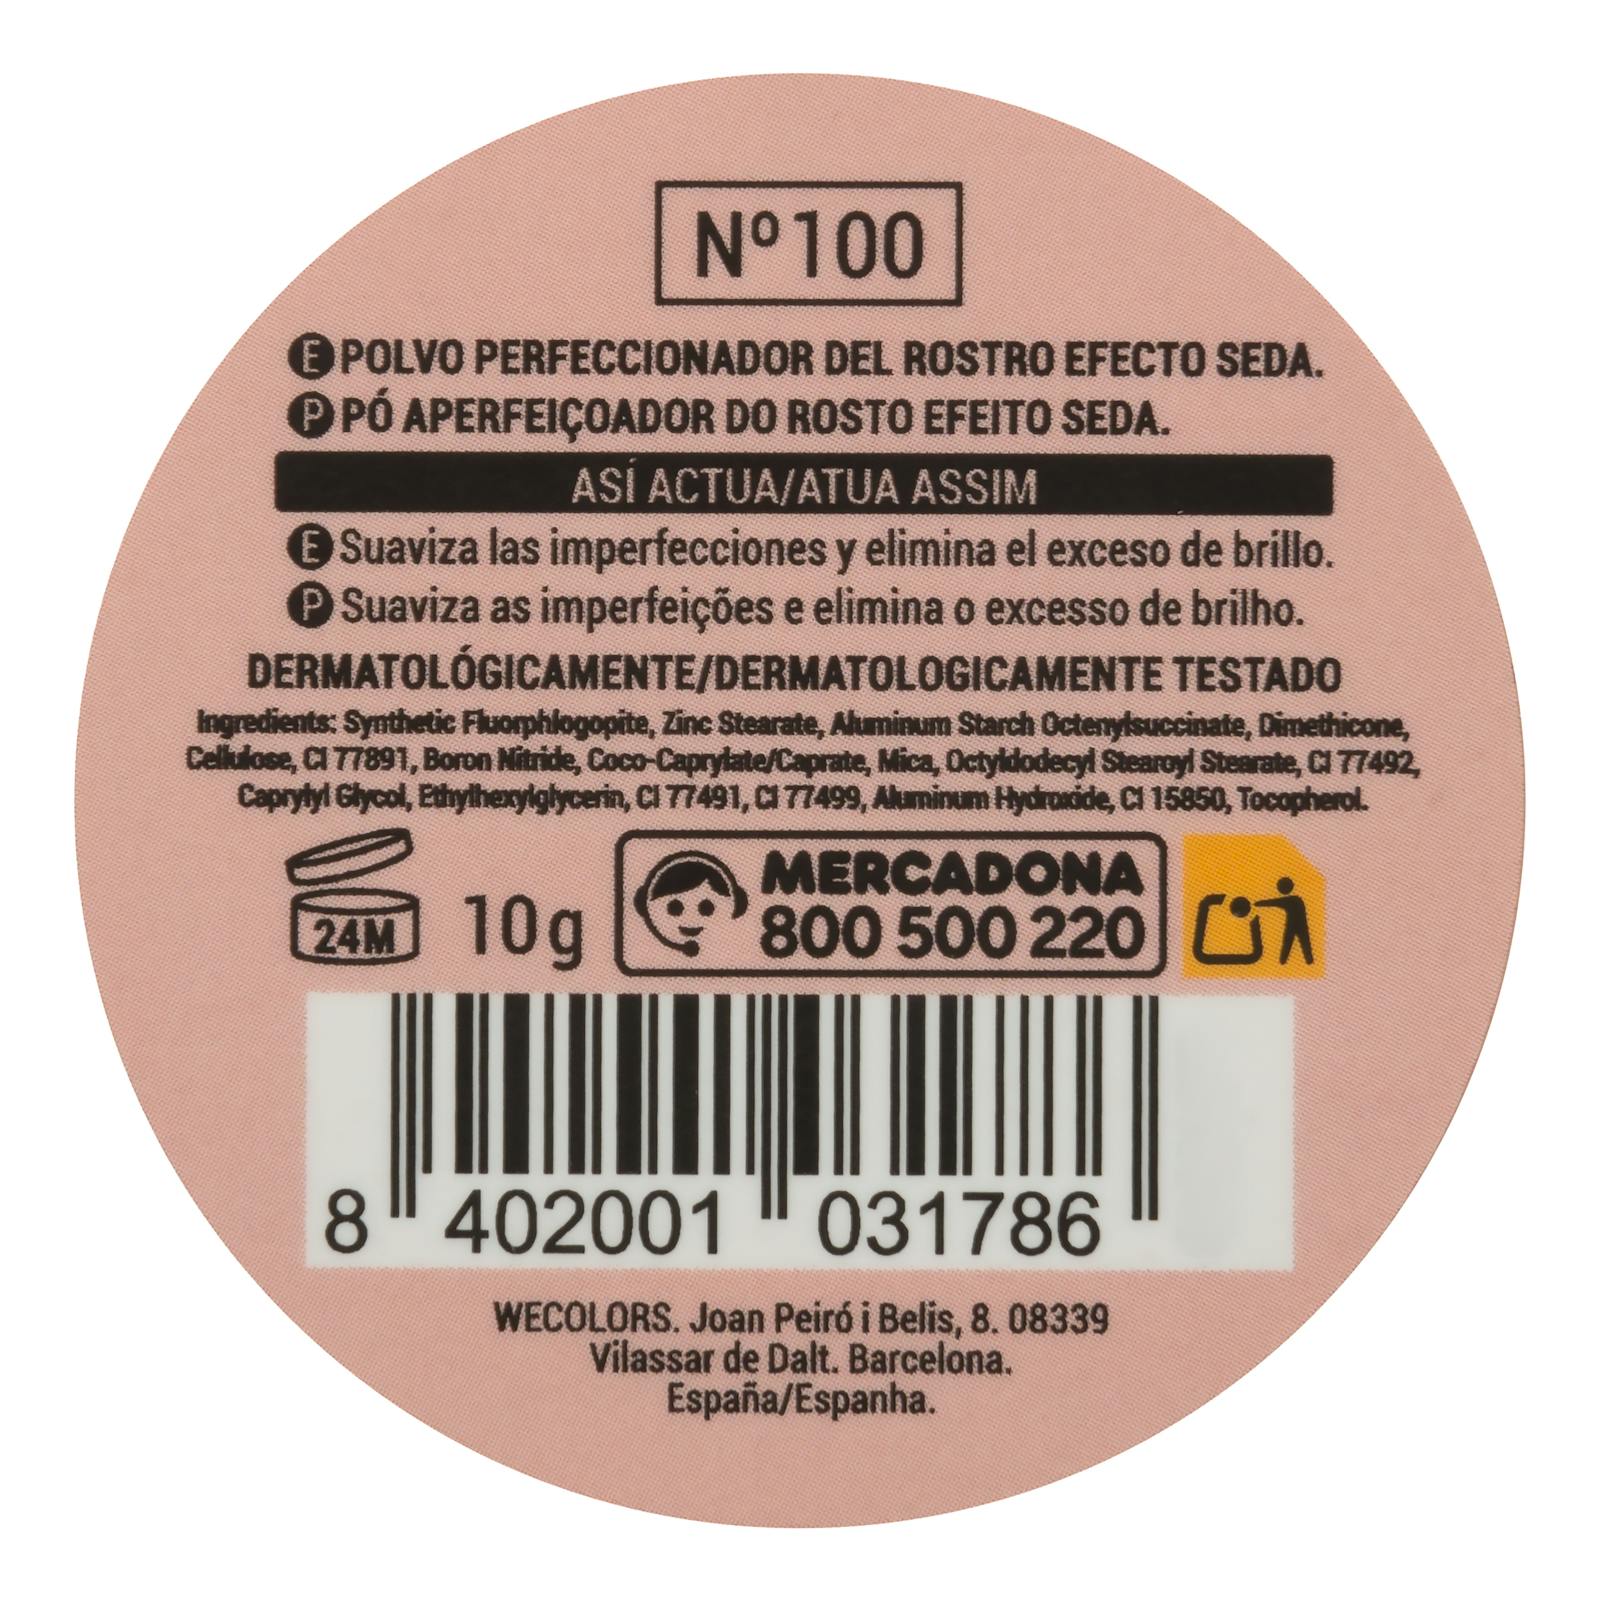 Nº100
E POLVO PERFECCIONADOR DEL ROSTRO EFECTO SEDA.
P PÓ APERFEIÇOADOR DO ROSTO EFEITO SEDA.
ASÍ ACTUA/ATUA ASSIM
E Suaviza las imperfecciones y elimina el exceso de brillo.
P Suaviza as imperfeições e elimina o excesso de brilho.
DERMATOLÓGICAMENTE/DERMATOLOGICAMENTE TESTADO
Ingredients: Synthetic Fluorphlogopite, Zinc Stearate, Aluminum Starch Octenylsuccinate, Dimethicone,
Cellulose, CI 77891, Boron Nitride, Coco-Caprylate/Caprate, Mica, Octyldodecyl Stearoyl Stearate, CI 77492,
Caprylyl Glycol, Ethylhexylglycerin, CI 77491, CI 77499, Aluminum Hydroxide, CI 15850, Tocopherol.
24M
10g
MERCADONA
800 500 220
8 402001 031786
WECOLORS. Joan Peiró i Belis, 8. 08339
Vilassar de Dalt. Barcelona.
España/Espanha.